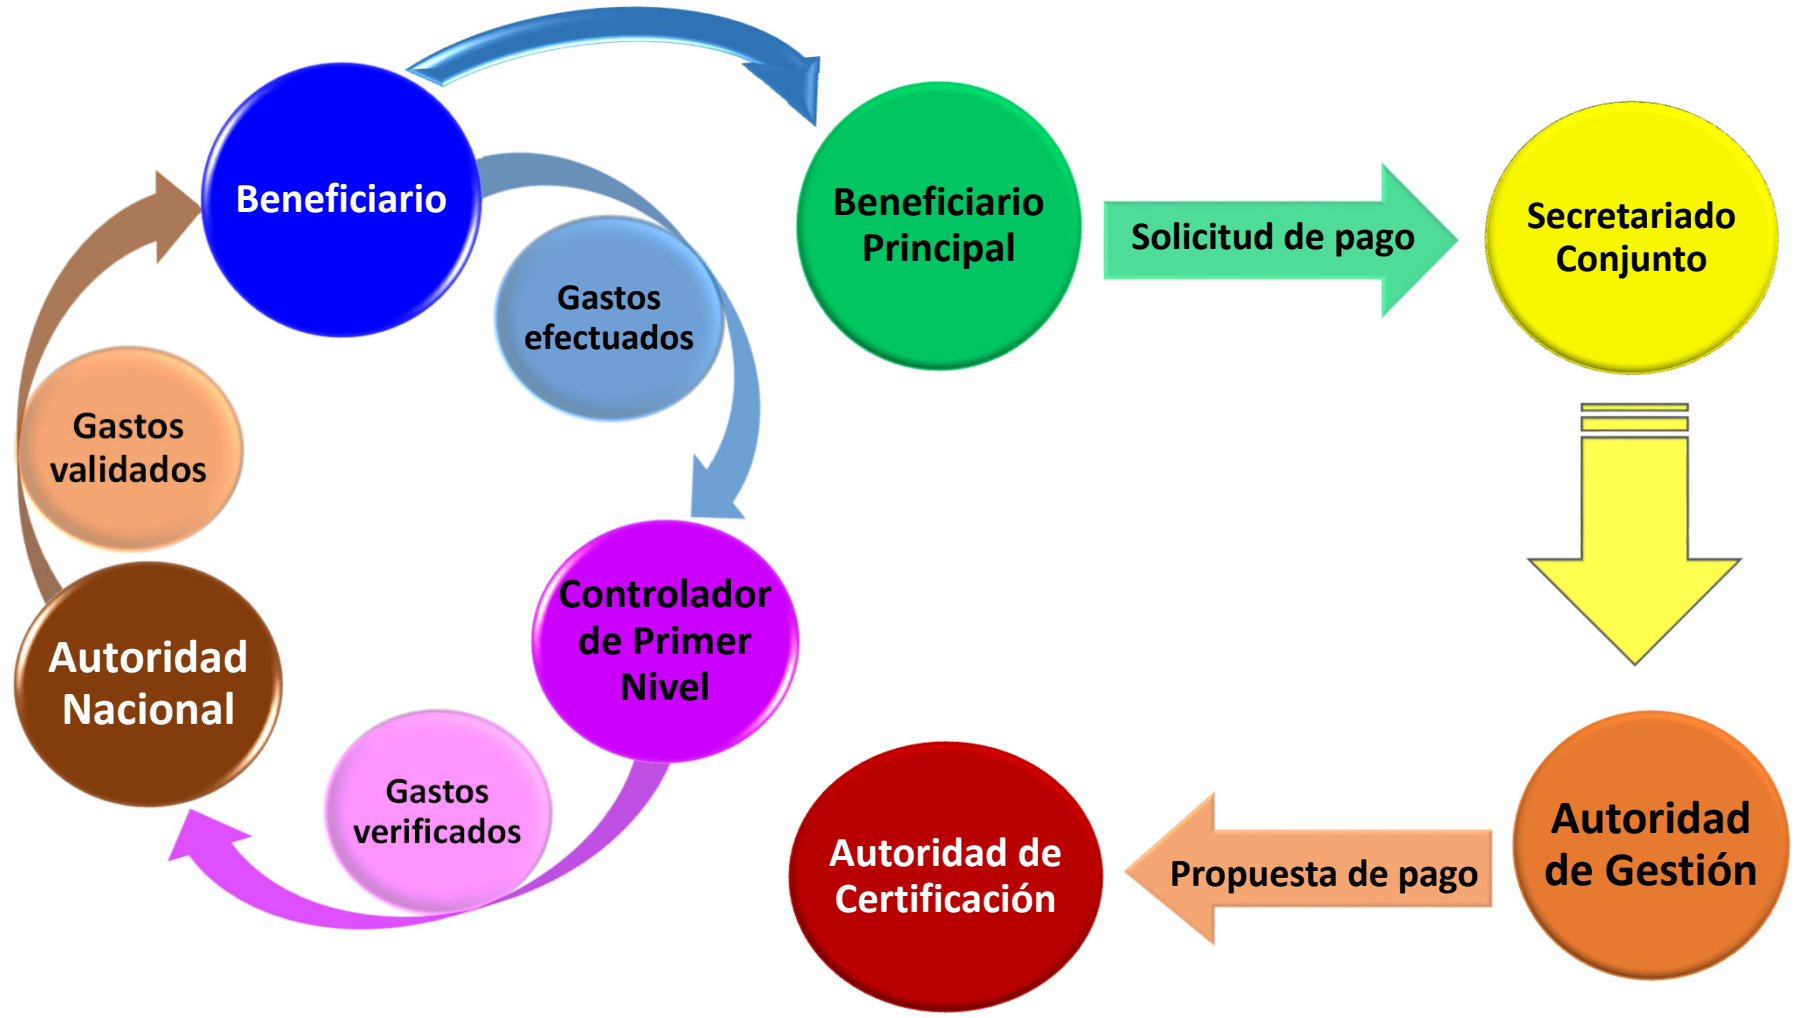 Beneficiario
Gastos
efectuados
Controlador
de Primer
Nivel
Gastos
verificados
Autoridad
Nacional
Gastos
validados
Beneficiario
Principal
Solicitud de pago
Secretariado
Conjunto
Autoridad
de Gestión
Propuesta de pago
Autoridad de
Certificación